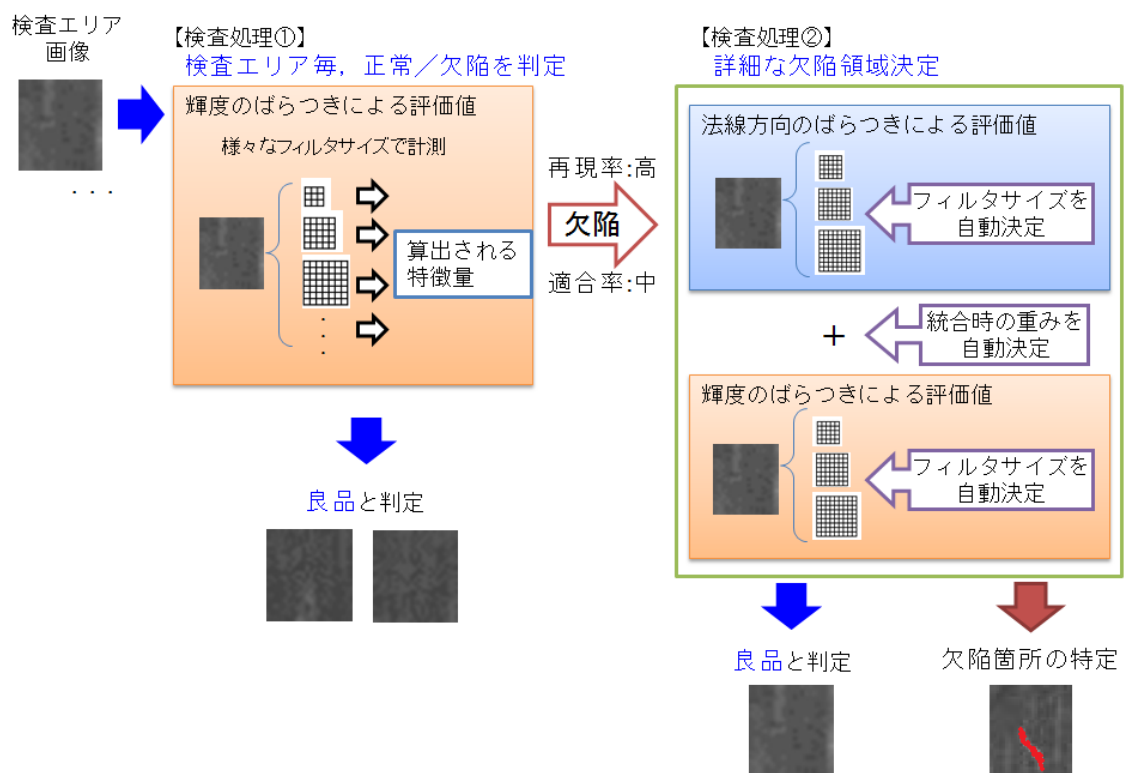 検査エリア
画像
. . .
【検査処理①】
検査エリア毎，正常／欠陥を判定
輝度のばらつきによる評価値
様々なフィルタサイズで計測
算出される
特徴量
.
.
.
良品と判定
再現率:高
欠陥
適合率:中
【検査処理②】
詳細な欠陥領域決定
法線方向のばらつきによる評価値
フィルタサイズを
自動決定
+
統合時の重みを
自動決定
輝度のばらつきによる評価値
フィルタサイズを
自動決定
良品と判定
欠陥箇所の特定